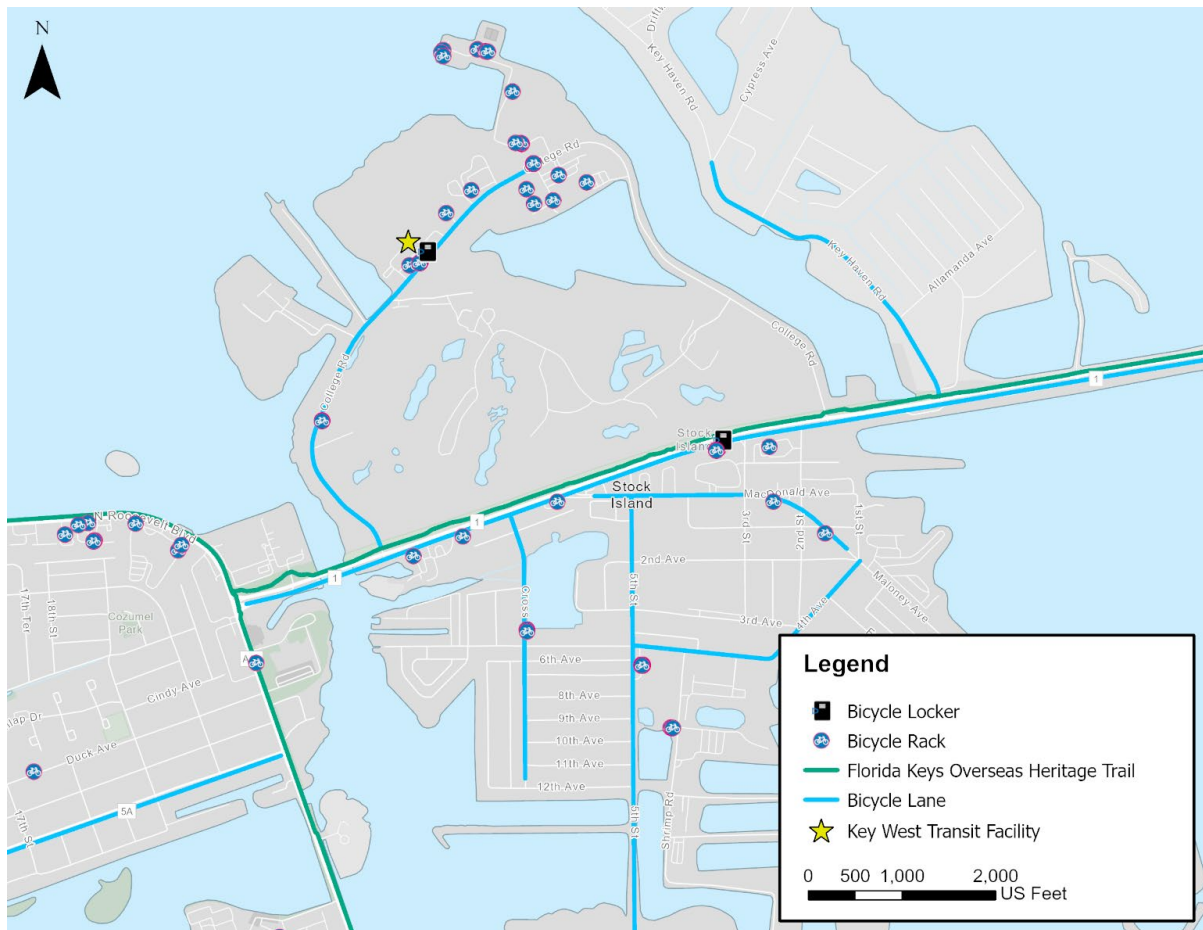 N
Key Haven Rd
Cypress Ave
College Rd
Key Haven Rd
Allamanda Ave
College Rd
College Rd
1
Stock
Island
Stock
Island
MacDonald Ave
1
N Roosevelt Blvd
3rd St
2nd St
1st St
1
2nd Ave
Maloney Ave
17th Ter
18th St
Cozumel
Park
Cross
5th St
3rd Ave
4th Ave
6th Ave
Cindy Ave
8th Ave
Duck Ave
9th Ave
10th Ave
11th Ave
12th Ave
5A
17th St
5th St
Shrimp Rd
Legend
Bicycle Locker
Bicycle Rack
Florida Keys Overseas Heritage Trail
Bicycle Lane
Key West Transit Facility
0 500 1,000 2,000
US Feet